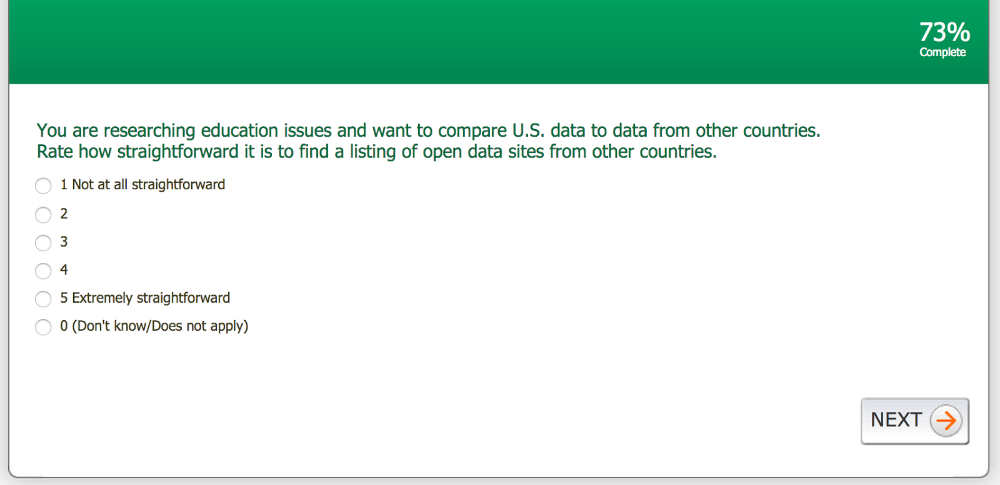 73%
Complete
You are researching education issues and want to compare U.S. data to data from other countries.
Rate how straightforward it is to find a listing of open data sites from other countries.
1 Not at all straightforward
2
3
4
5 Extremely straightforward
0 (Don't know/Does not apply)
NEXT